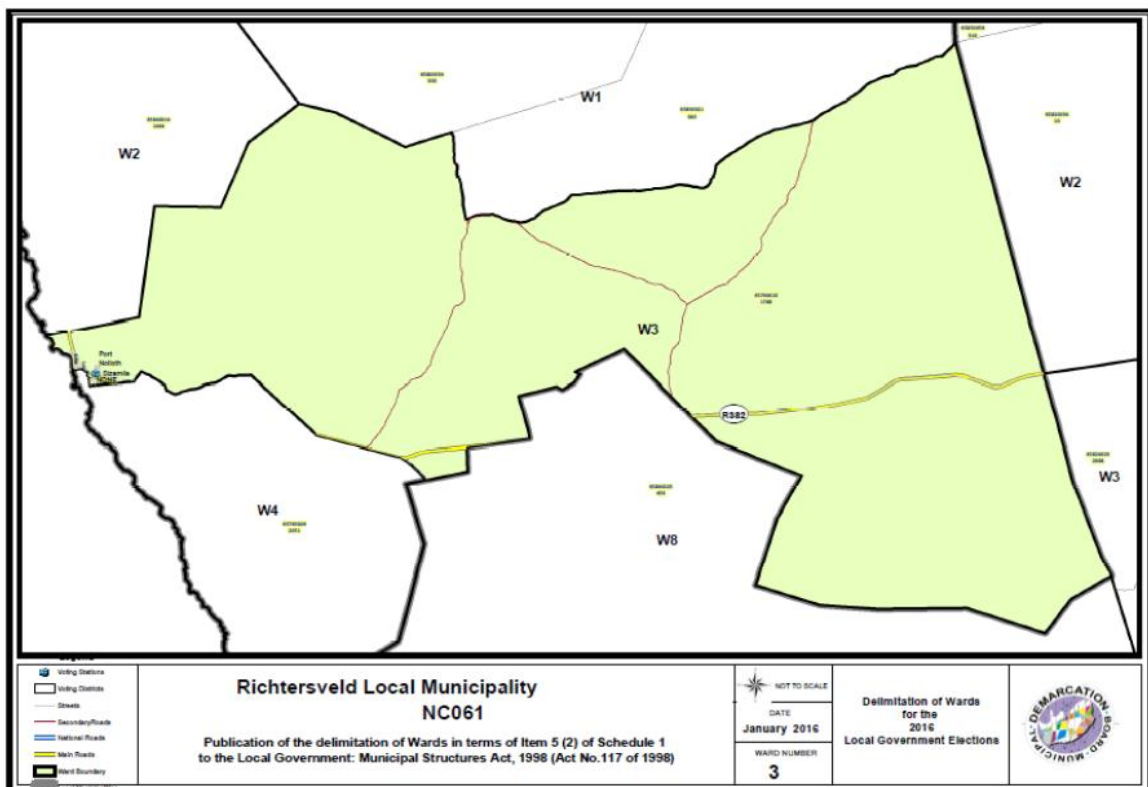 W1
W2
W2
W3
Port
Nolloth
Sizamile
NONE
R382
W3
W4
W8
Voting Stations
Voting Districts
Streets
SecondaryRoads
National Roads
Main Roads
Ward Boundary
Richtersveld Local Municipality
NC061
Publication of the delimitation of Wards in terms of Item 5 (2) of Schedule 1
to the Local Government: Municipal Structures Act, 1998 (Act No.117 of 1998)
NOT TO SCALE
DATE
January 2016
WARD NUMBER
3
Delimitation of Wards
for the
2016
Local Government Elections
MUNICIPAL DEMARCATION BOARD